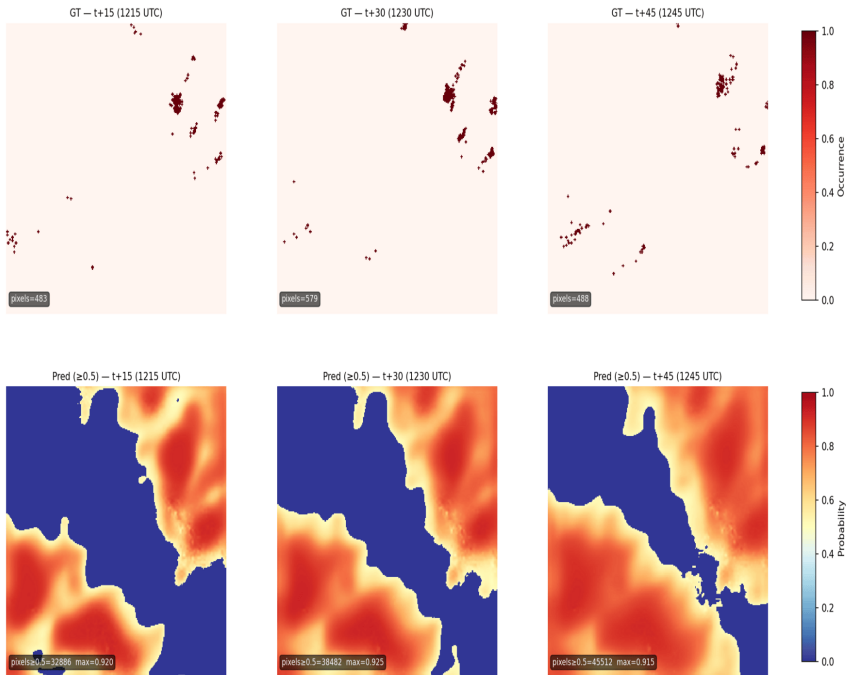 GT — t+15 (1215 UTC)
GT — t+30 (1230 UTC)
GT — t+45 (1245 UTC)
1.0
0.8
0.6
0.4
0.2
0.0
Occurrence
pixels=483
pixels=579
pixels=488
Pred (≥0.5) — t+15 (1215 UTC)
Pred (≥0.5) — t+30 (1230 UTC)
Pred (≥0.5) — t+45 (1245 UTC)
1.0
0.8
0.6
0.4
0.2
0.0
Probability
pixels≥0.5=32886 max=0.920
pixels≥0.5=38482 max=0.925
pixels≥0.5=45512 max=0.915